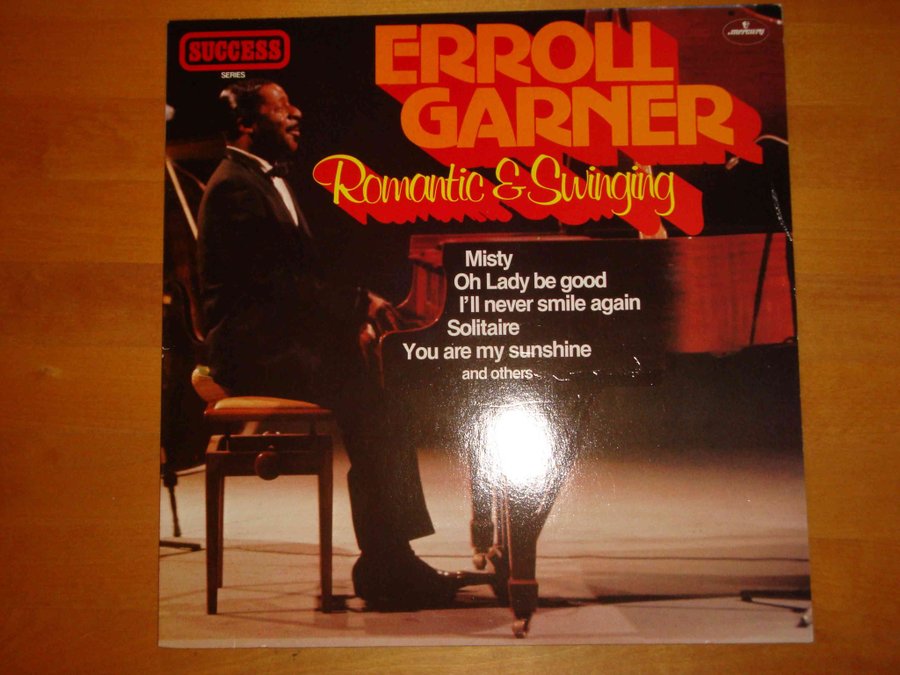 SUCCESS
SERIES
mercury
ERROLL
GARNER
Romantic & Swinging
Misty
Oh Lady be good
I'll never smile again
Solitaire
You are my sunshine
and others